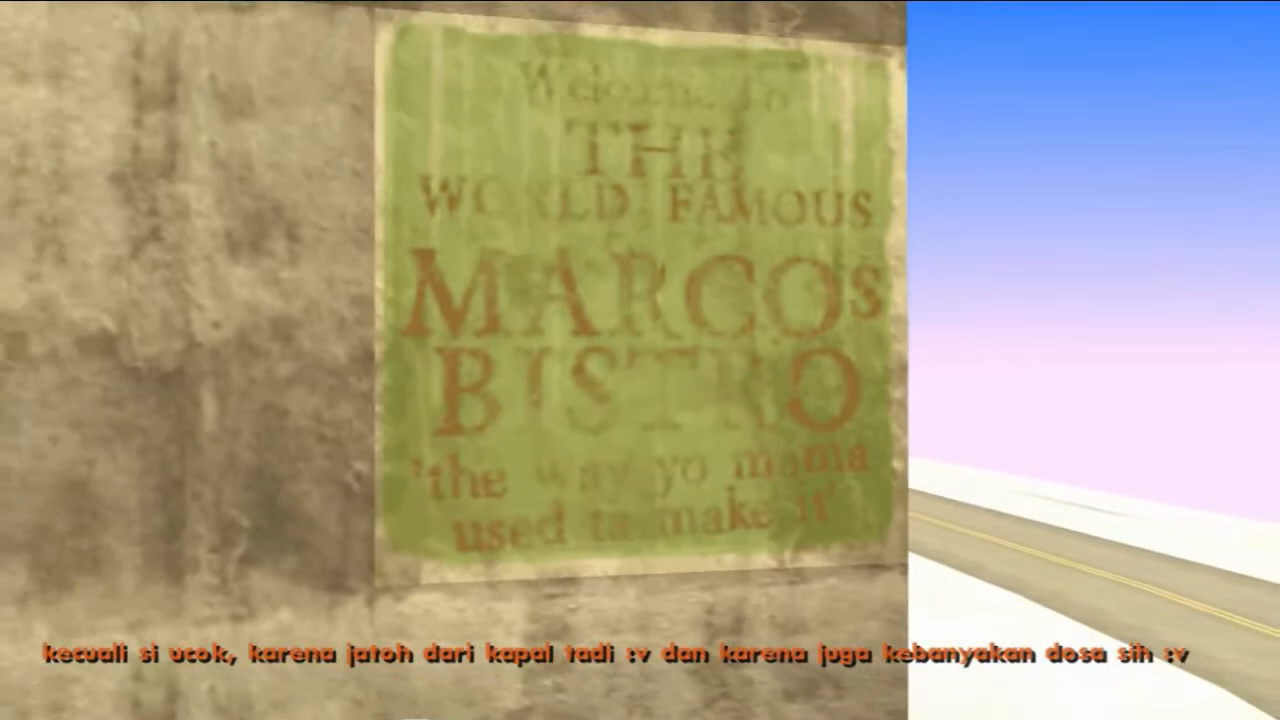 Welcome To
THE
WORLD FAMOUS
MARCOS
BISTRO
'the way yo mama
used ta make it'
kecuali si ucok, karena jatoh dari kapal tadi :v dan karena juga kebanyakan dosa sih :v